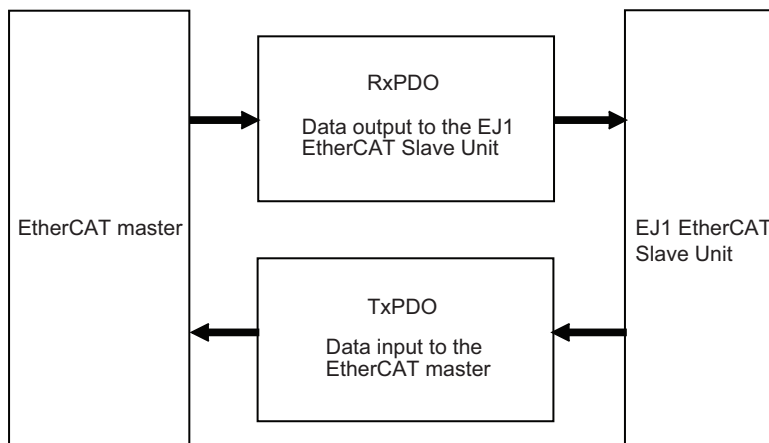 RxPDO
Data output to the EJ1
EtherCAT Slave Unit
EtherCAT master
EJ1 EtherCAT
Slave Unit
TxPDO
Data input to the
EtherCAT master